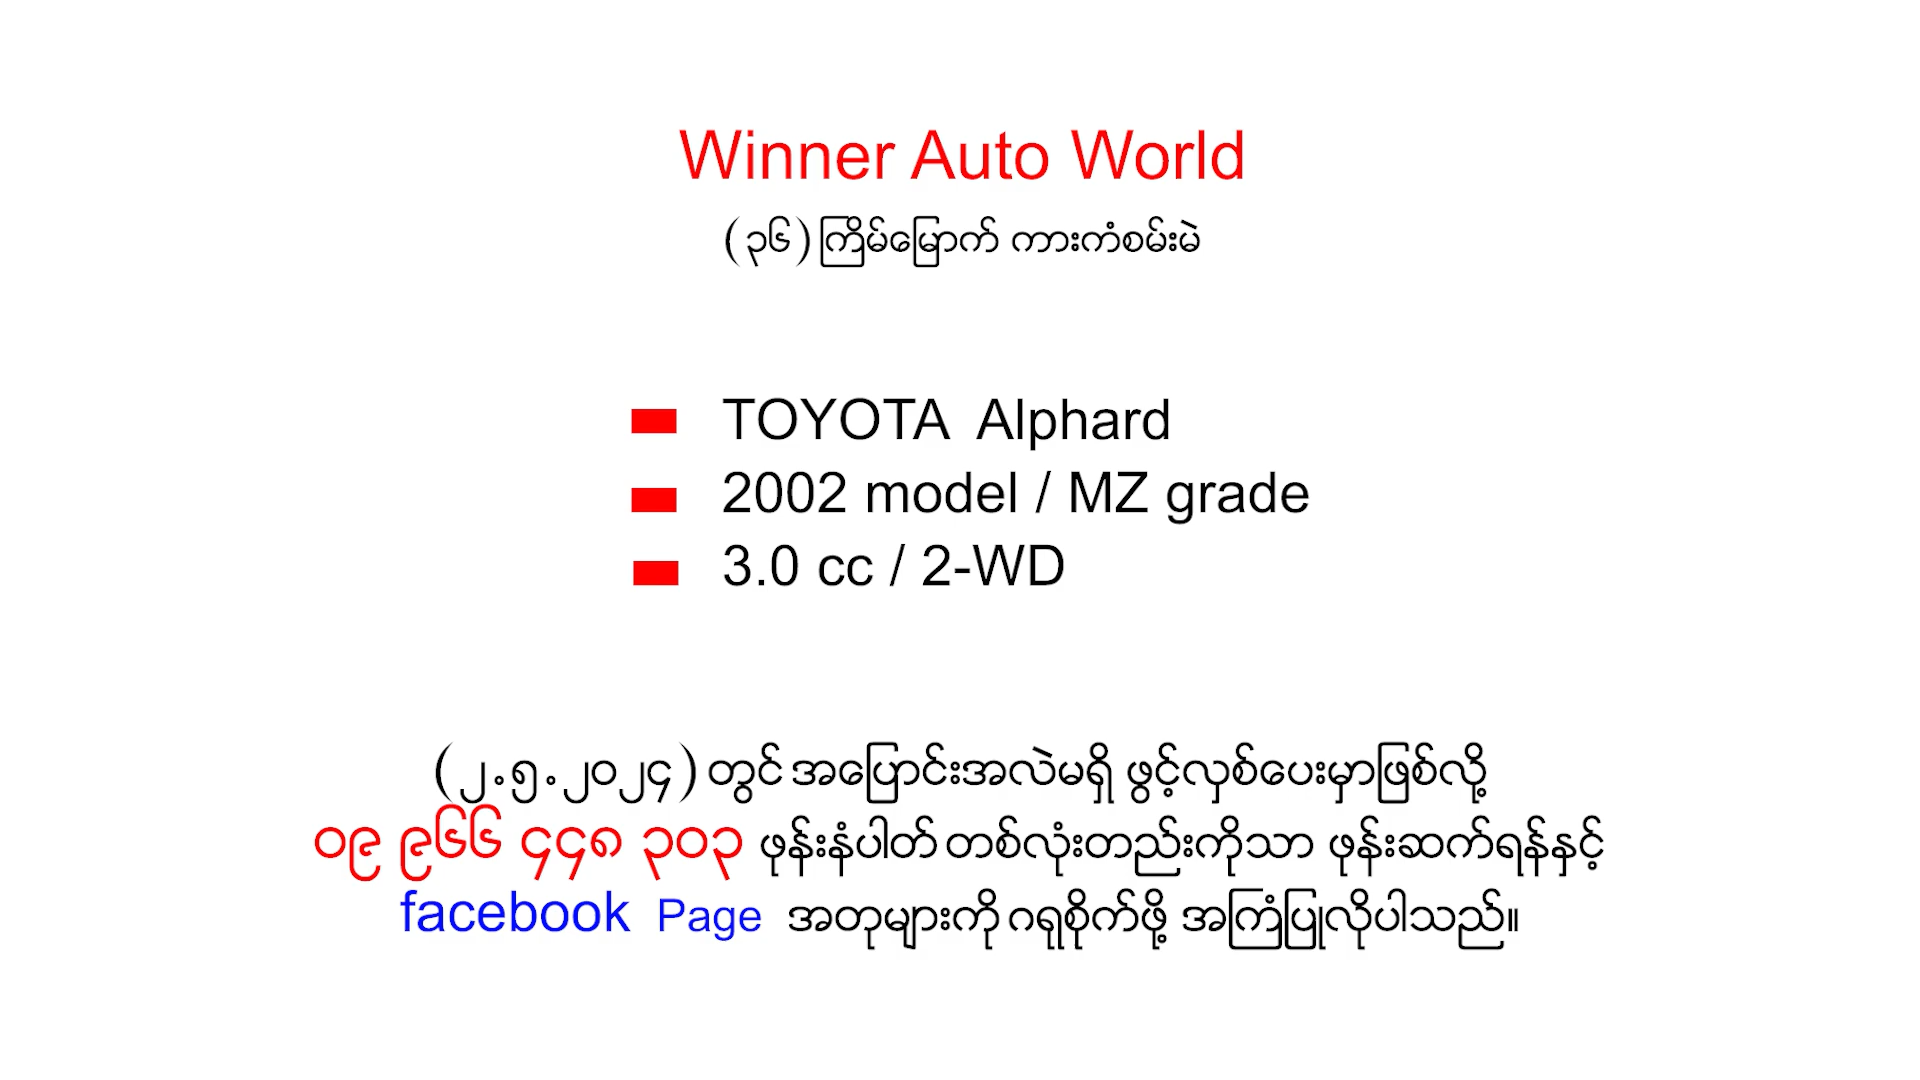 Winner Auto World
(၃၆)ကြိမ်မြောက် ကားကံစမ်းမဲ
TOYOTA Alphard
2002 model / MZ grade
3.0 cc / 2-WD
(၂.၅.၂၀၂၄)တွင် အပြောင်းအလဲမရှိ ဖွင့်လှစ်ပေးမှာဖြစ်လို့
၀၉ ၉၆၆ ၄၄၈ ၃၀၃ ဖုန်းနံပါတ် တစ်လုံးတည်းကိုသာ ဖုန်းဆက်ရန်နှင့်
facebook Page အတုများကို ဂရုစိုက်ဖို့ အကြံပြုလိုပါသည်။